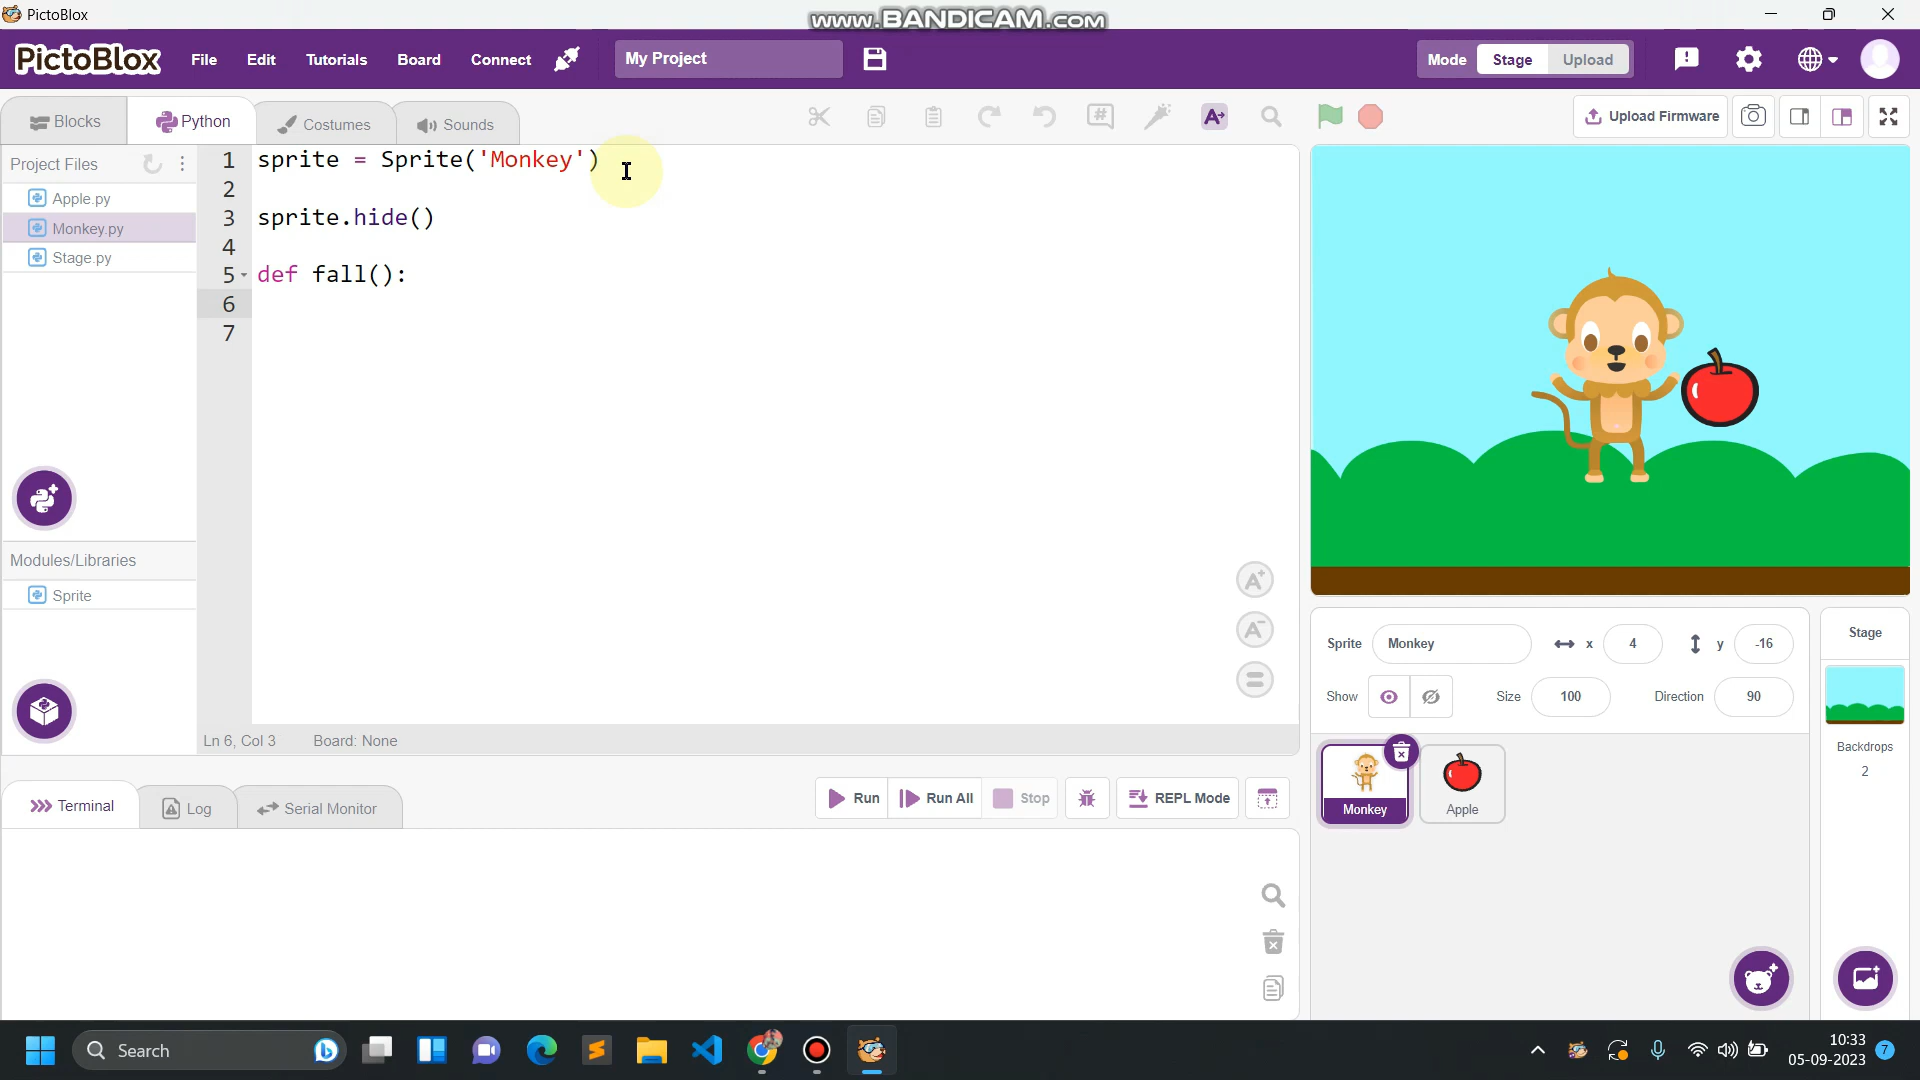 PictoBlox
www.BANDICAM.com
PictoBlox
File
Edit
Tutorials
Board
Connect
My Project
Mode
Stage
Upload
Blocks
Python
Costumes
Sounds
Upload Firmware
Project Files
Apple.py
Monkey.py
Stage.py
1 sprite = Sprite('Monkey')
2
3 sprite.hide()
4
5 def fall():
6
7
Modules/Libraries
Sprite
Ln 6, Col 3
Board: None
Terminal
Log
Serial Monitor
Run
Run All
Stop
REPL Mode
Sprite
Monkey
x
4
y
-16
Show
Size
100
Direction
90
Monkey
Apple
Stage
Backdrops
2
Search
10:33
05-09-2023
7